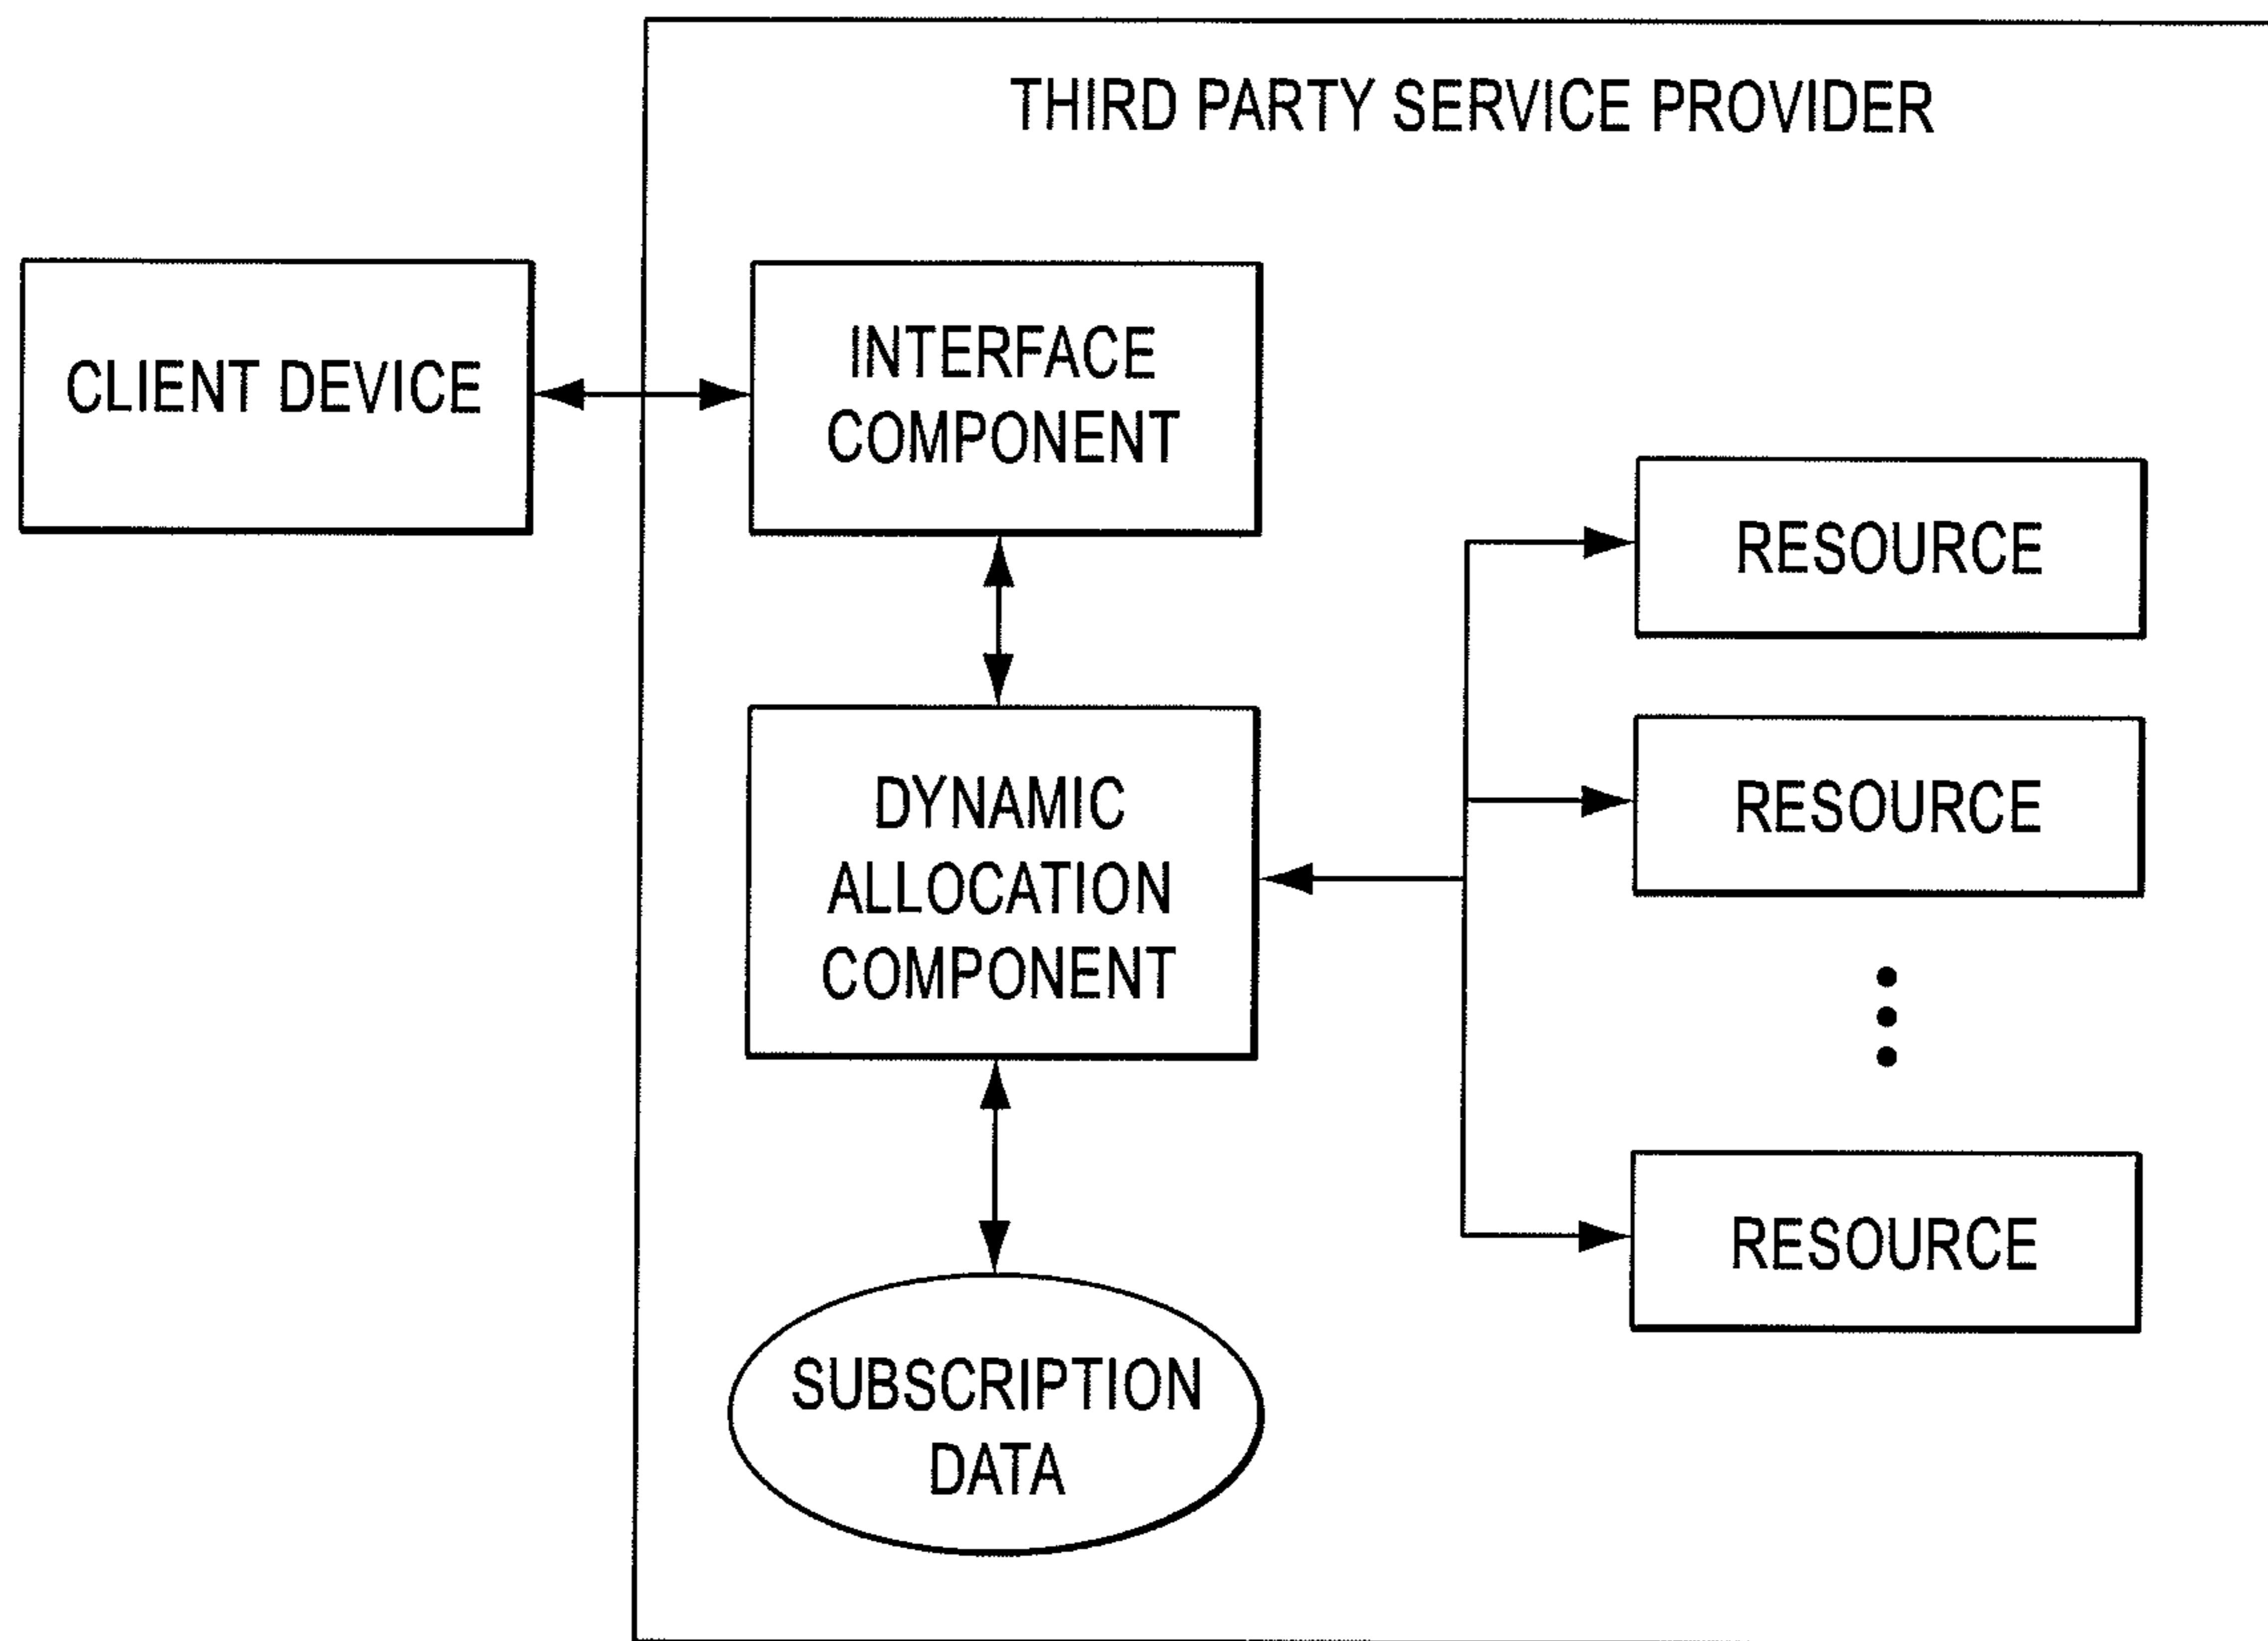 THIRD PARTY SERVICE PROVIDER
CLIENT DEVICE
INTERFACE
COMPONENT
DYNAMIC
ALLOCATION
COMPONENT
SUBSCRIPTION
DATA
RESOURCE
RESOURCE
RESOURCE